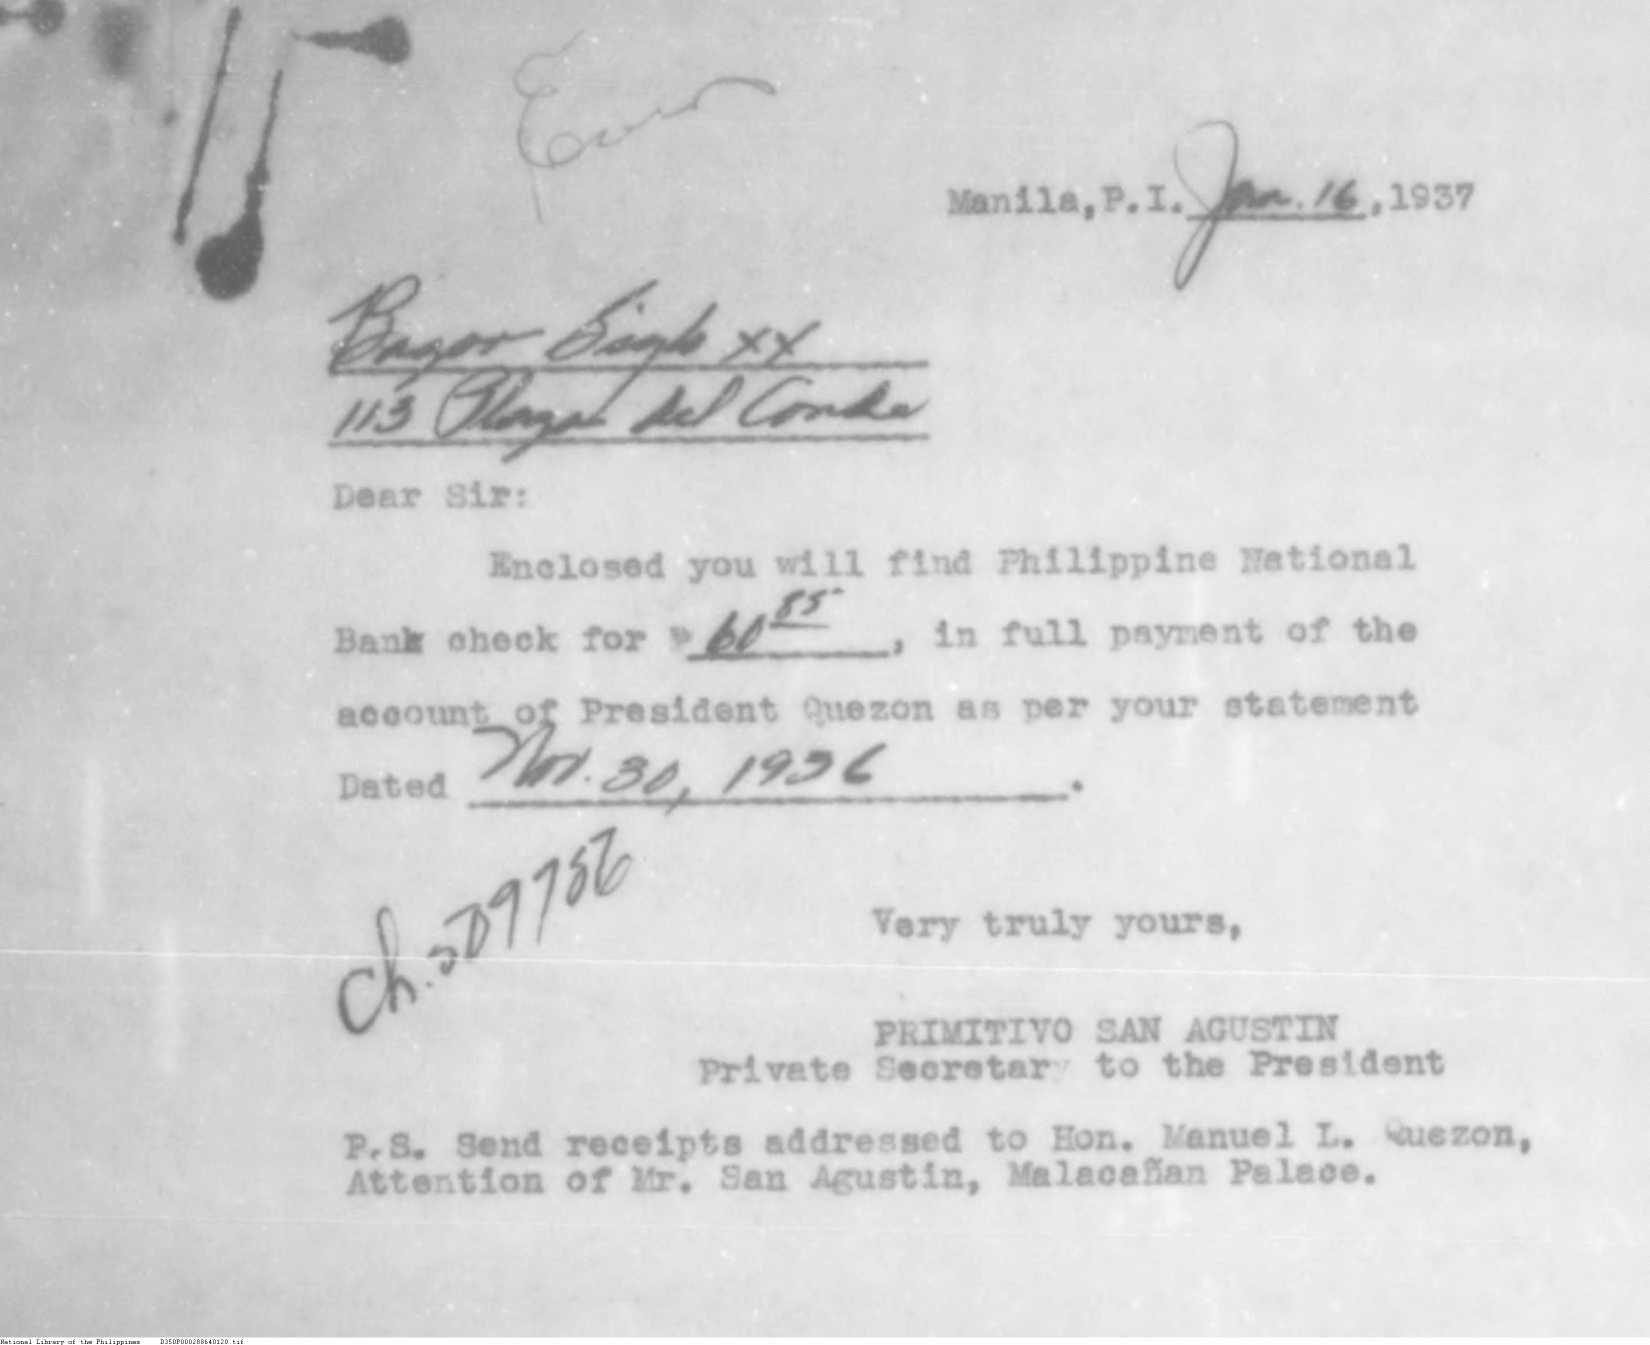 Manila,P.I. Jan. 16,1937
Singh xx
113 Plaza del Conde
Dear Sir:
Enclosed you will find Philippine National
Bank check for ₱60 85, in full payment of the
account of President Quezon as per your statement
Dated Nov. 30, 1936.
Ch.
Very truly yours,
PRIMITIVO SAN AGUSTIN
Private Secretary to the President
P.S. Send receipts addressed to Hon. Manuel L. Quezon,
Attention of Mr. San Agustin, Malacañan Palace.
National Library of the Philippines D350P000288640120.tif